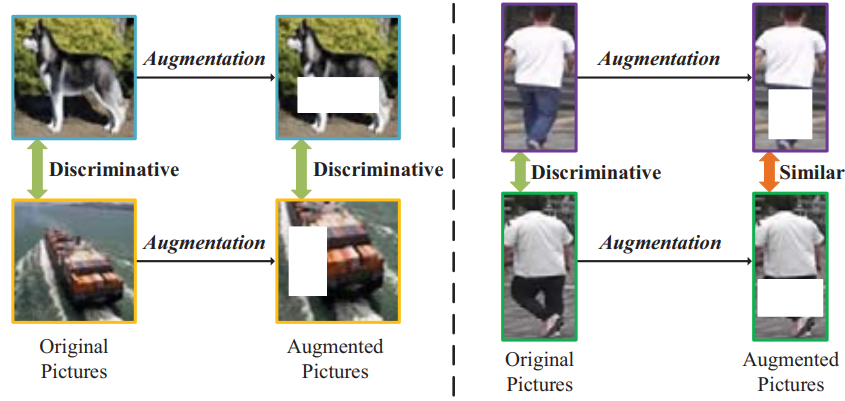 Augmentation
Discriminative
Discriminative
Augmentation
Original
Pictures
Augmented
Pictures
Augmentation
Discriminative
Similar
Augmentation
Original
Pictures
Augmented
Pictures